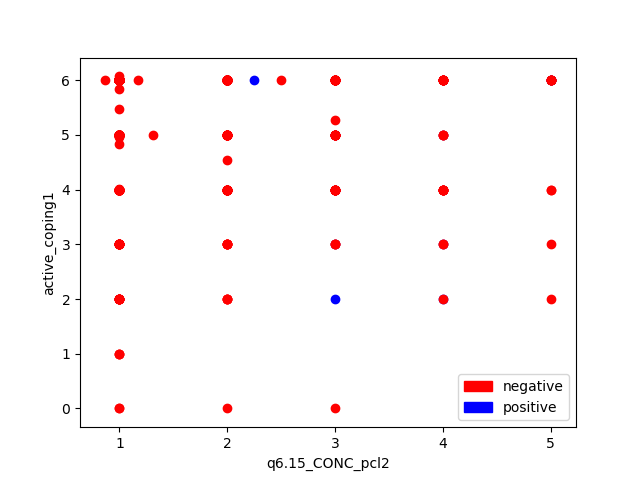 6
5
4
3
2
1
0
active_coping1
negative
positive
1 2 3 4 5
q6.15_CONC_pcl2